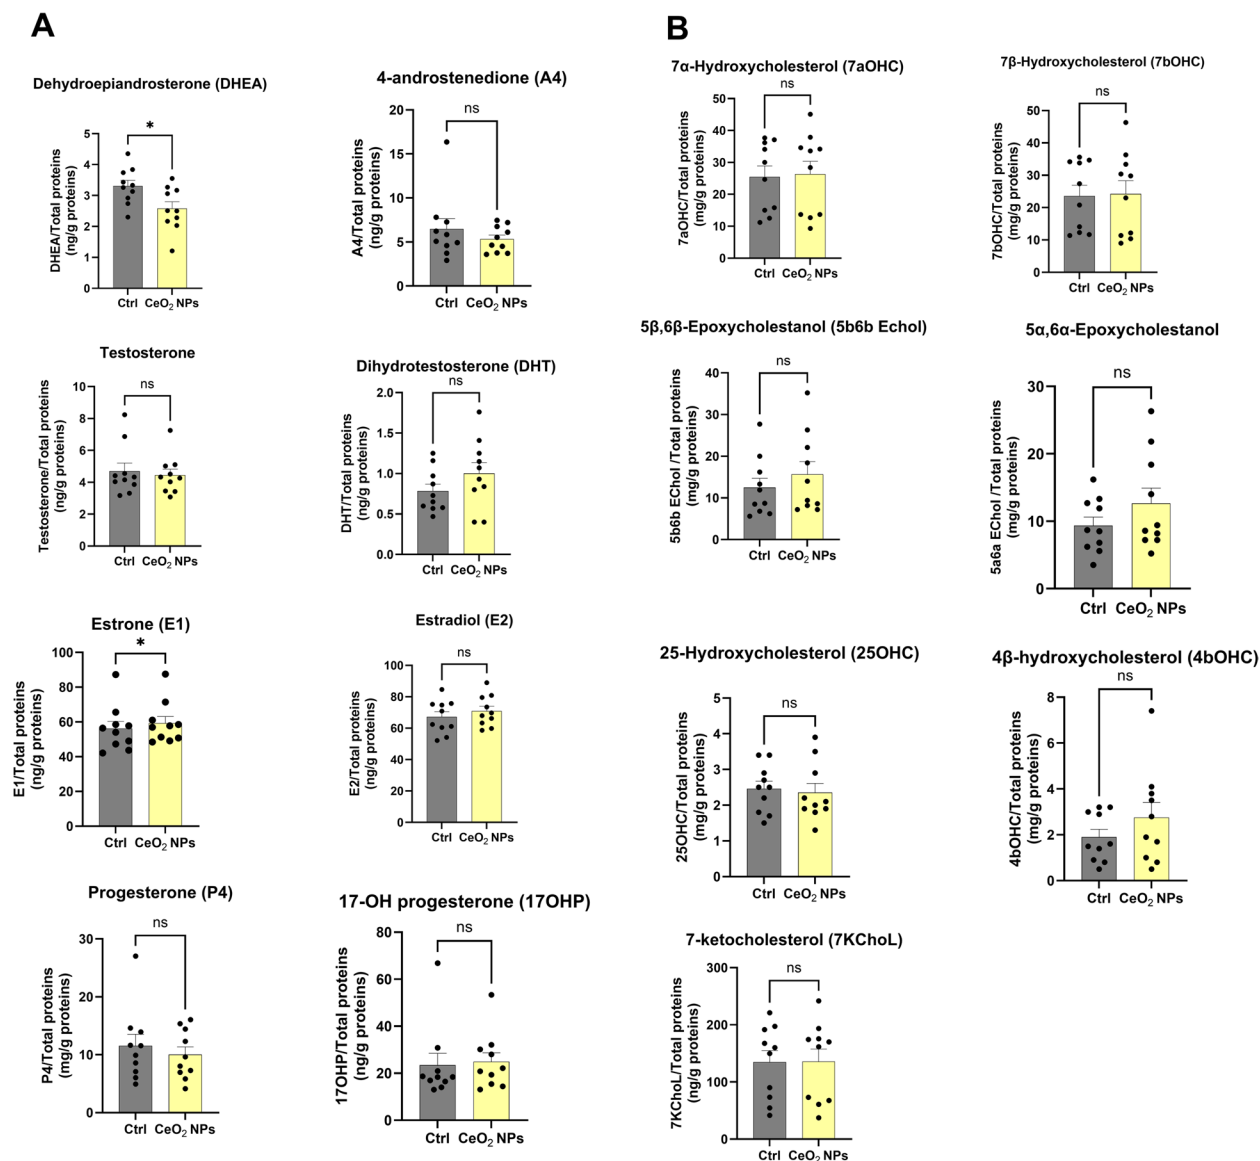 A
B
Dehydroepiandrosterone (DHEA)
*
DHEA/Total proteins
(ng/g proteins)
5
4
3
2
1
0
Ctrl CeO₂ NPs
4-androstenedione (A4)
ns
A4/Total proteins
(ng/g proteins)
20
15
10
5
0
Ctrl CeO₂ NPs
7α-Hydroxycholesterol (7aOHC)
ns
7aOHC/Total proteins
(mg/g proteins)
50
40
30
20
10
0
Ctrl CeO₂ NPs
7β-Hydroxycholesterol (7bOHC)
ns
7bOHC/Total proteins
(mg/g proteins)
50
40
30
20
10
0
Ctrl CeO₂ NPs
Testosterone
ns
Testosterone/Total proteins
(ng/g proteins)
10
8
6
4
2
0
Ctrl CeO₂ NPs
Dihydrotestosterone (DHT)
ns
DHT/Total proteins
(ng/g proteins)
2.0
1.5
1.0
0.5
0.0
Ctrl CeO₂ NPs
5β,6β-Epoxycholestanol (5b6b Echol)
ns
5b6b EChol /Total proteins
(mg/g proteins)
40
30
20
10
0
Ctrl CeO₂ NPs
5α,6α-Epoxycholestanol
ns
5a6a EChol /Total proteins
(mg/g proteins)
30
20
10
0
Ctrl CeO₂ NPs
Estrone (E1)
*
E1/Total proteins
(ng/g proteins)
100
80
60
40
20
0
Ctrl CeO₂ NPs
Estradiol (E2)
ns
E2/Total proteins
(ng/g proteins)
100
80
60
40
20
0
Ctrl CeO₂ NPs
25-Hydroxycholesterol (25OHC)
ns
25OHC/Total proteins
(mg/g proteins)
5
4
3
2
1
0
Ctrl CeO₂ NPs
4β-hydroxycholesterol (4bOHC)
ns
4bOHC/Total proteins
(mg/g proteins)
8
6
4
2
0
Ctrl CeO₂ NPs
Progesterone (P4)
ns
P4/Total proteins
(mg/g proteins)
30
20
10
0
Ctrl CeO₂ NPs
17-OH progesterone (17OHP)
ns
17OHP/Total proteins
(ng/g proteins)
80
60
40
20
0
Ctrl CeO₂ NPs
7-ketocholesterol (7KChoL)
ns
7KChoL/Total proteins
(ng/g proteins)
300
200
100
0
Ctrl CeO₂ NPs